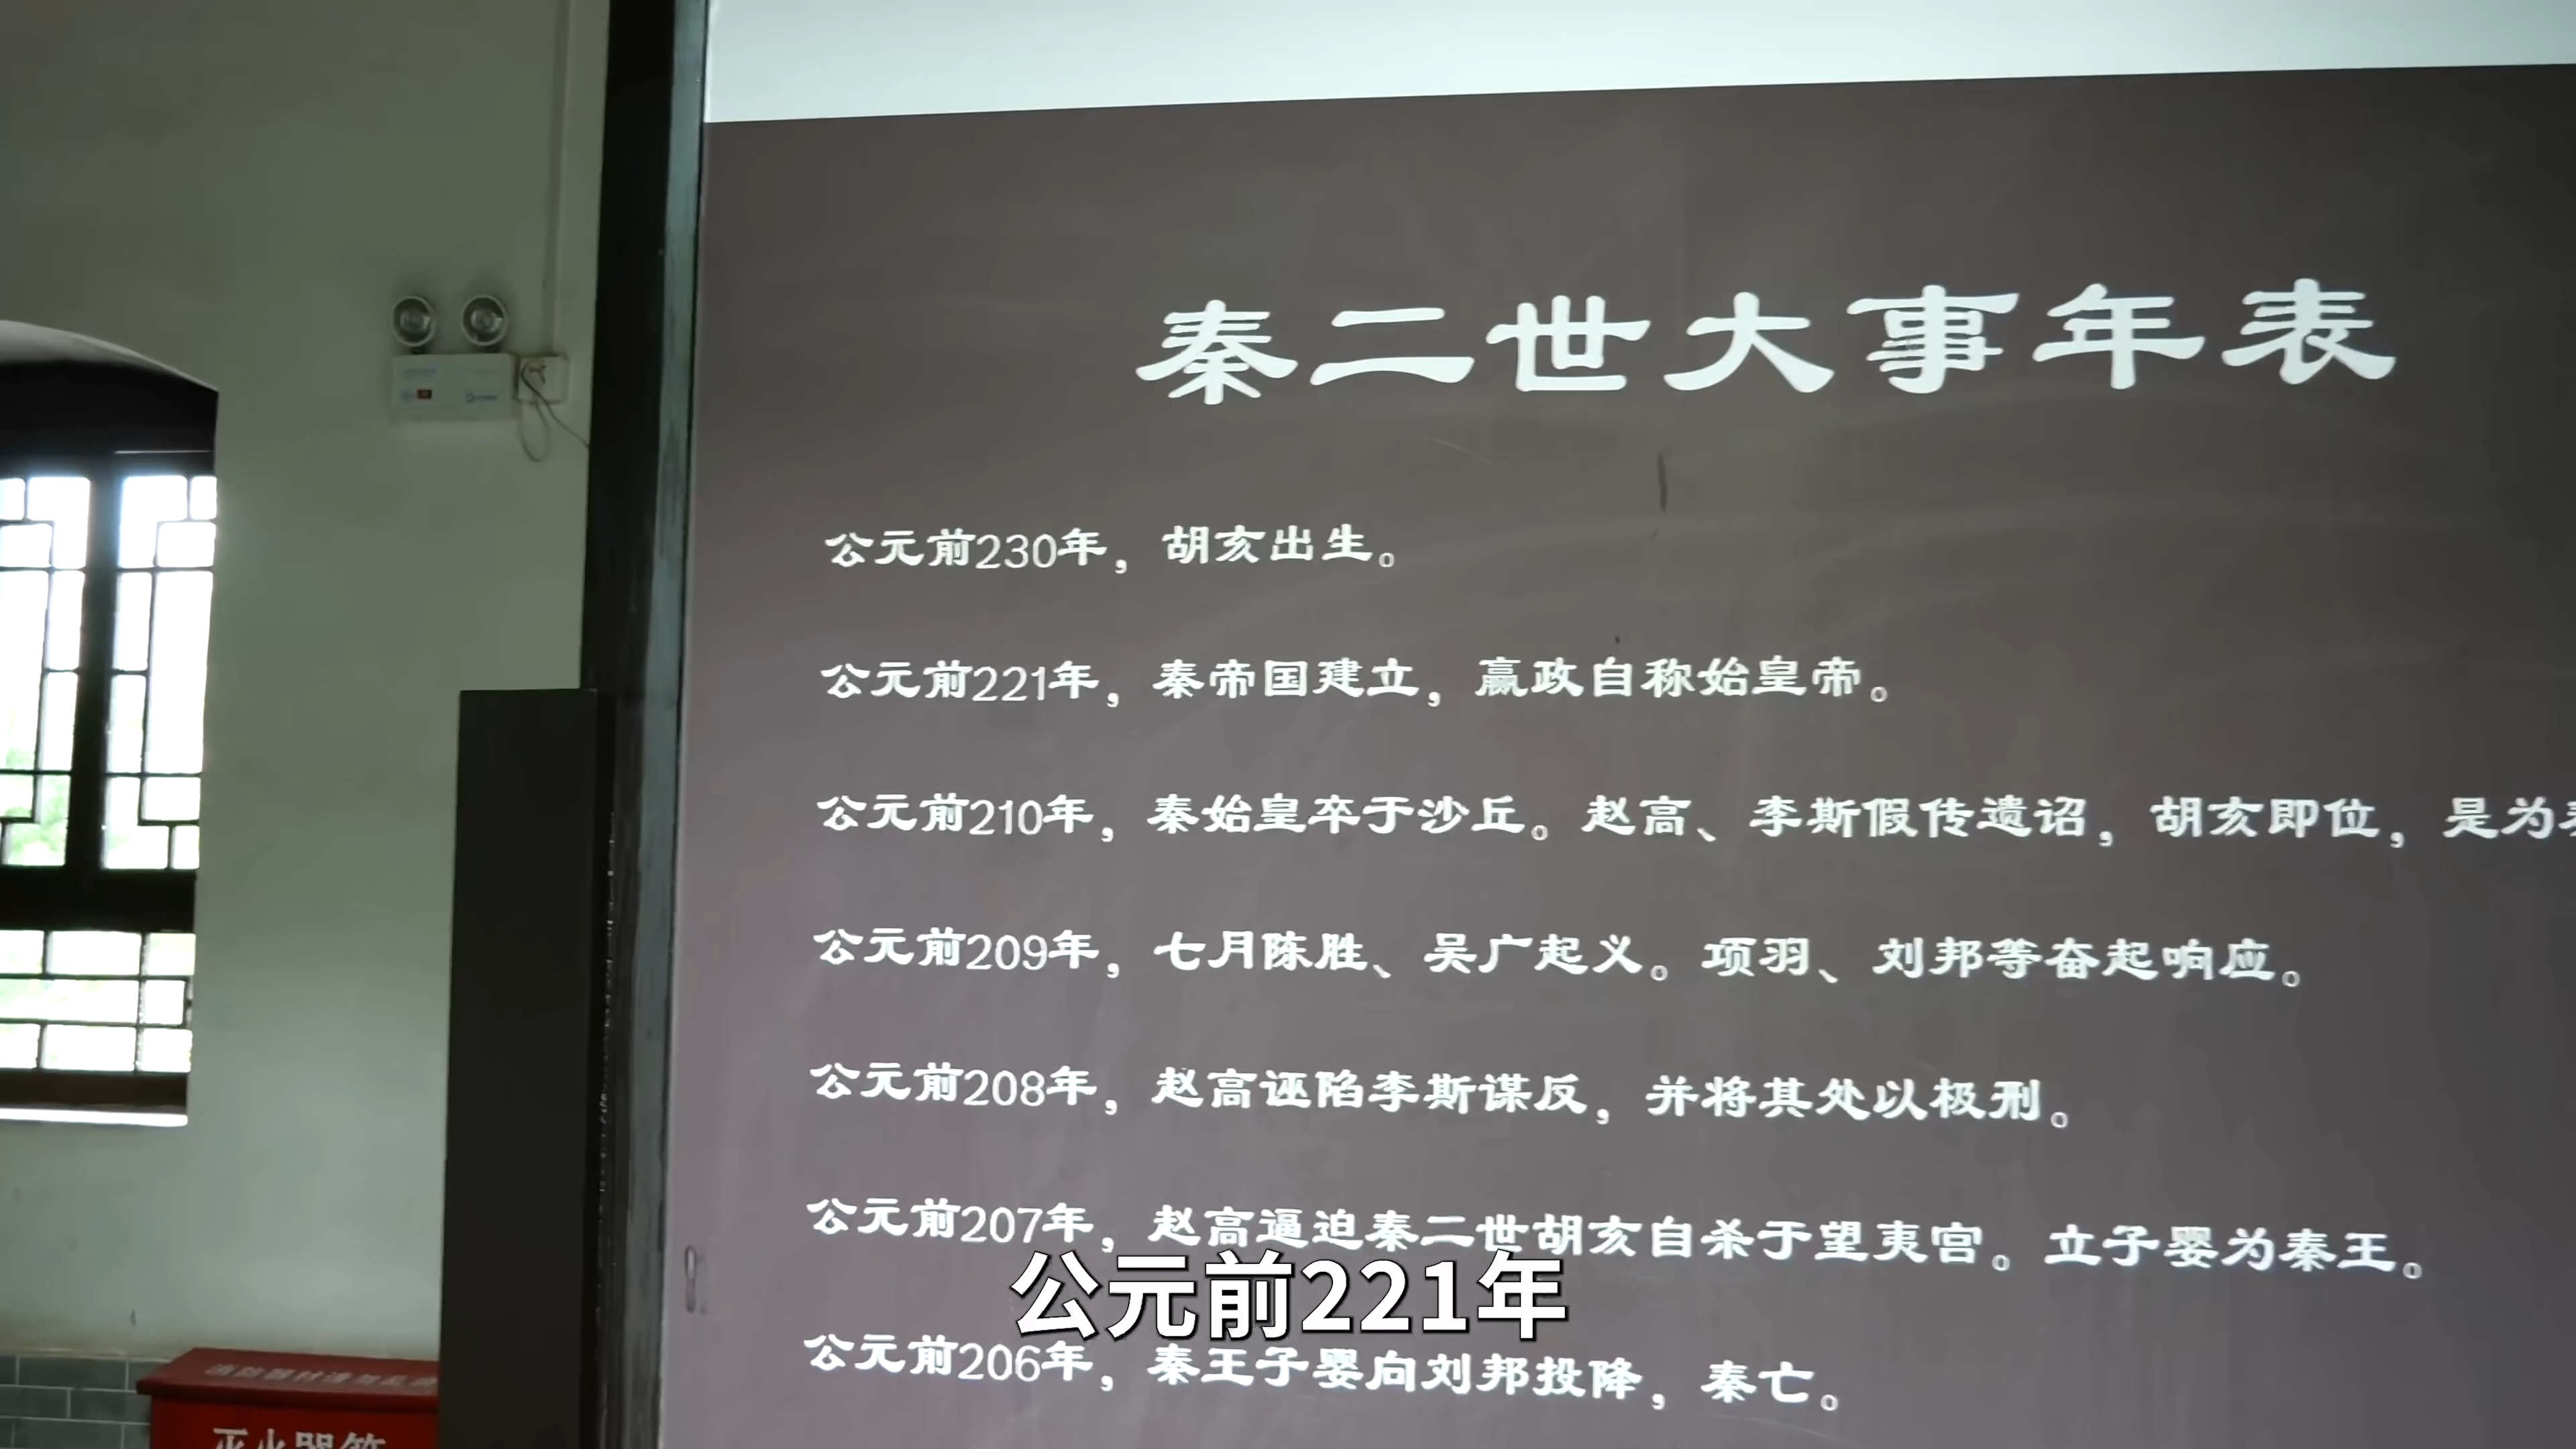 秦二世大事年表
公元前230年，胡亥出生。
公元前221年，秦帝国建立，嬴政自称始皇帝。
公元前210年，秦始皇卒于沙丘。赵高、李斯假传遗诏，胡亥即位，是为
公元前209年，七月陈胜、吴广起义。项羽、刘邦等奋起响应。
公元前208年，赵高诬陷李斯谋反，并将其处以极刑。
公元前207年，赵高逼迫秦二世胡亥自杀于望夷宫。立子婴为秦王。
公元前221年
公元前206年，秦王子婴向刘邦投降，秦亡。
灭火器箱